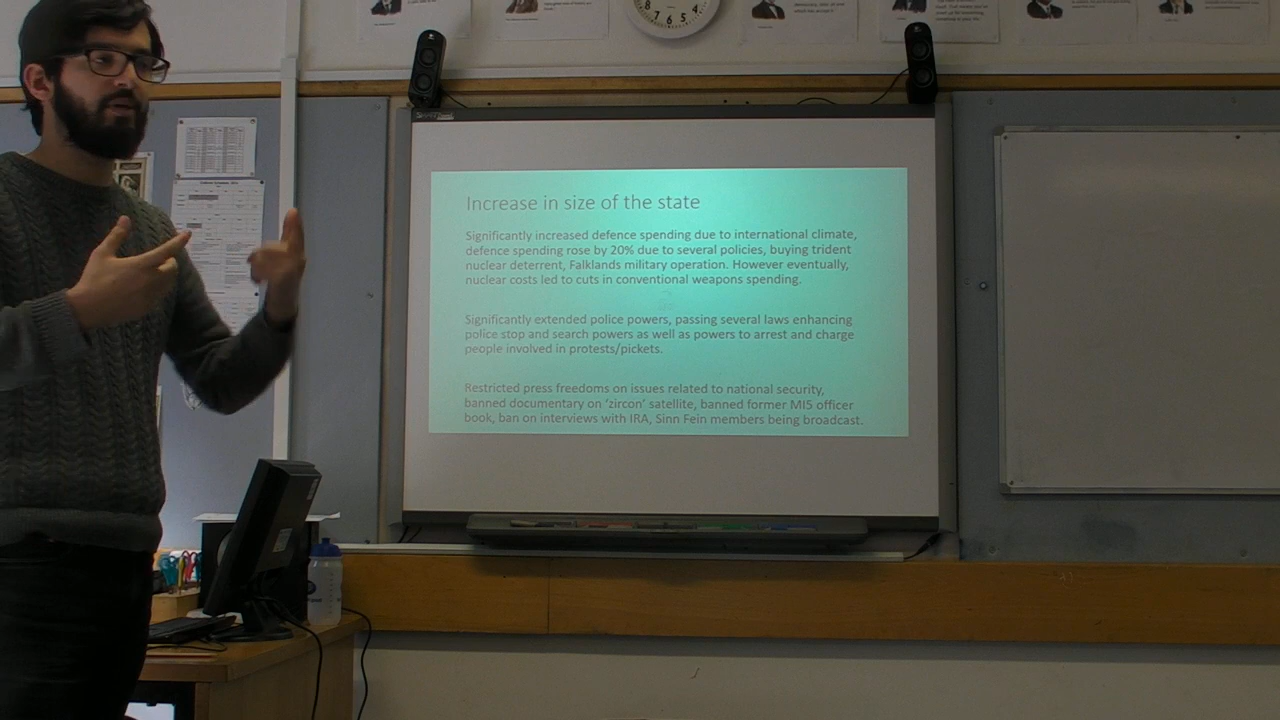 7 6 5 4
Increase in size of the state
Significantly increased defence spending due to international climate,
defence spending rose by 20% due to several policies, buying trident
nuclear deterrent, Falklands military operation. However eventually,
nuclear costs led to cuts in conventional weapons spending.
Significantly extended police powers, passing several laws enhancing
police stop and search powers as well as powers to arrest and charge
people involved in protests/pickets.
Restricted press freedoms on issues related to national security,
banned documentary on ‘zircon’ satellite, banned former MI5 officer
book, ban on interviews with IRA, Sinn Fein members being broadcast.